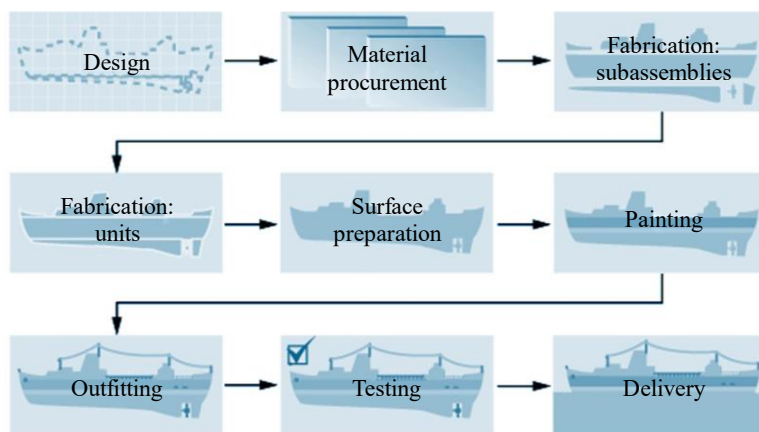 Design
Material
procurement
Fabrication:
subassemblies
Fabrication:
units
Surface
preparation
Painting
Outfitting
Testing
Delivery